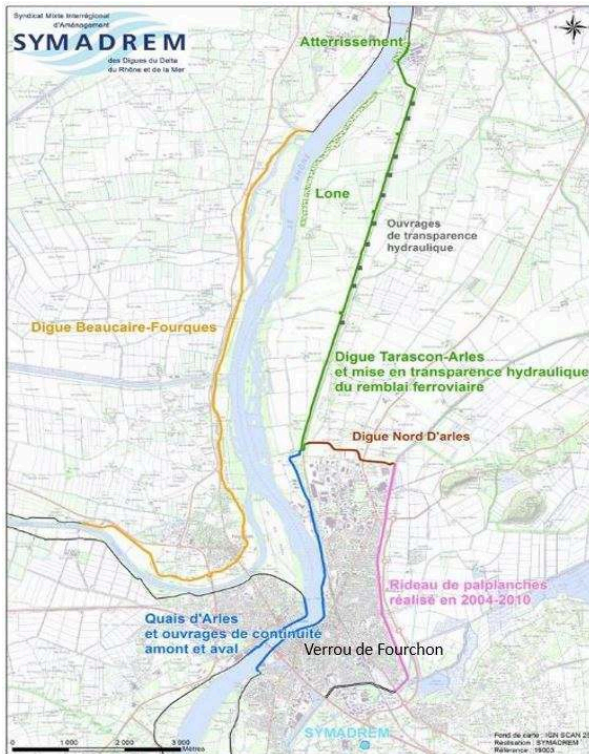 Syndicat Mixte Interrégional
d'Aménagement
SYMADREM
des Digues du Delta
du Rhône et de la Mer
Atterrissement
LE RHÔNE
Lone
Ouvrages
de transparence
hydraulique
Digue Beaucaire-Fourques
Digue Tarascon-Arles
et mise en transparence hydraulique
du remblai ferroviaire
Digue Nord D'arles
Rideau de palplanches
réalisé en 2004-2010
Quais d'Arles
et ouvrages de continuité
amont et aval
Verrou de Fourchon
SYMADREM
0 1 000 2 000 3 000
Mètres
Fond de carte : IGN SCAN 25
Réalisation : SYMADREM